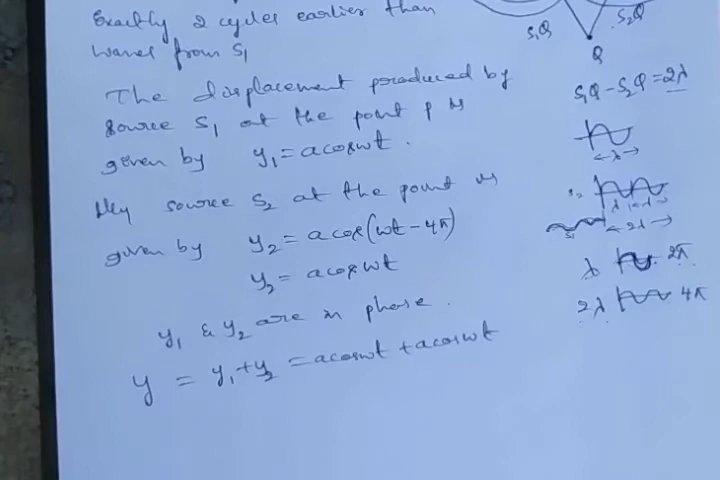 Exactly 2 cycles earlier than
waves from S₁
The displacement produced by
source S₁ at the point P is
given by y₁ = a cos ωt.
lly source S₂ at the point is
given by y₂ = a cos(ωt - 4π)
y₂ = a cos ωt
y₁ & y₂ are in phase.
y = y₁ + y₂ = a cos ωt + a cos ωt
S₁Q
S₂Q
Q
S₁Q - S₂Q = 2λ
←λ→
S₂
λ ←λ→
S₁ ←2λ→
λ 2π
2λ 4π